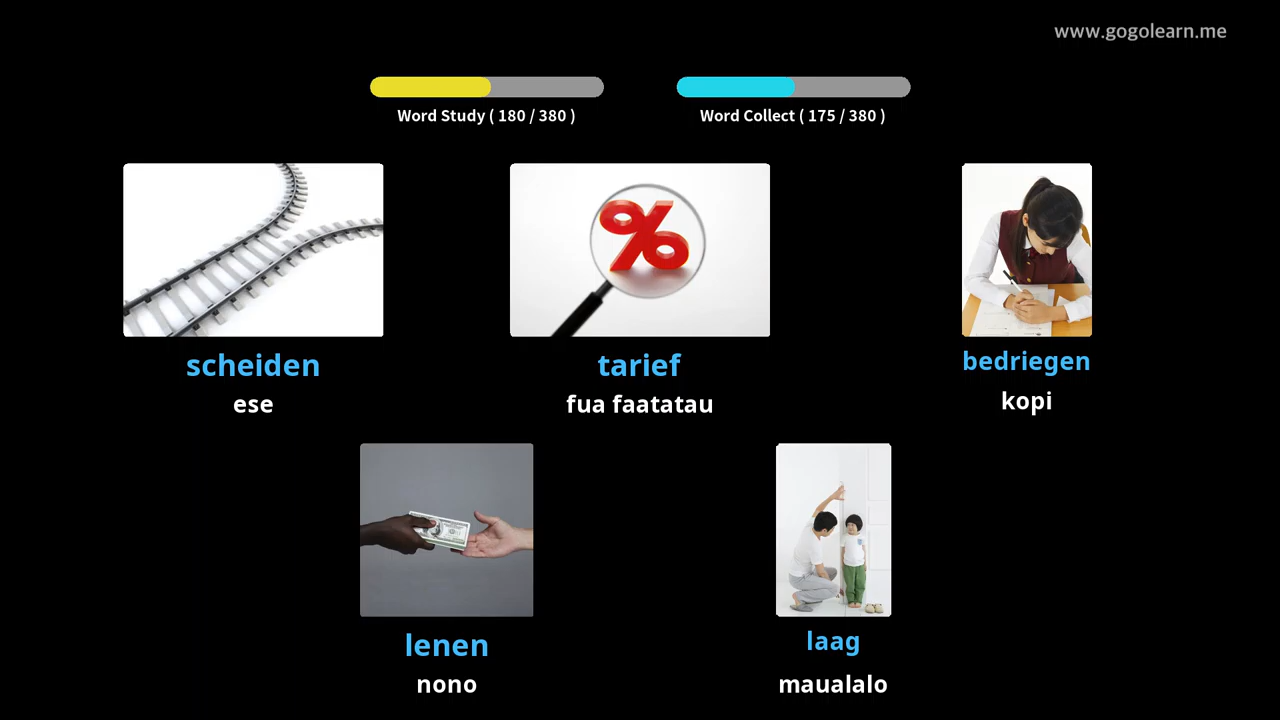 www.gogolearn.me
Word Study ( 180 / 380 )
Word Collect ( 175 / 380 )
scheiden
ese
tarief
fua faatatau
bedriegen
kopi
lenen
nono
laag
maualalo